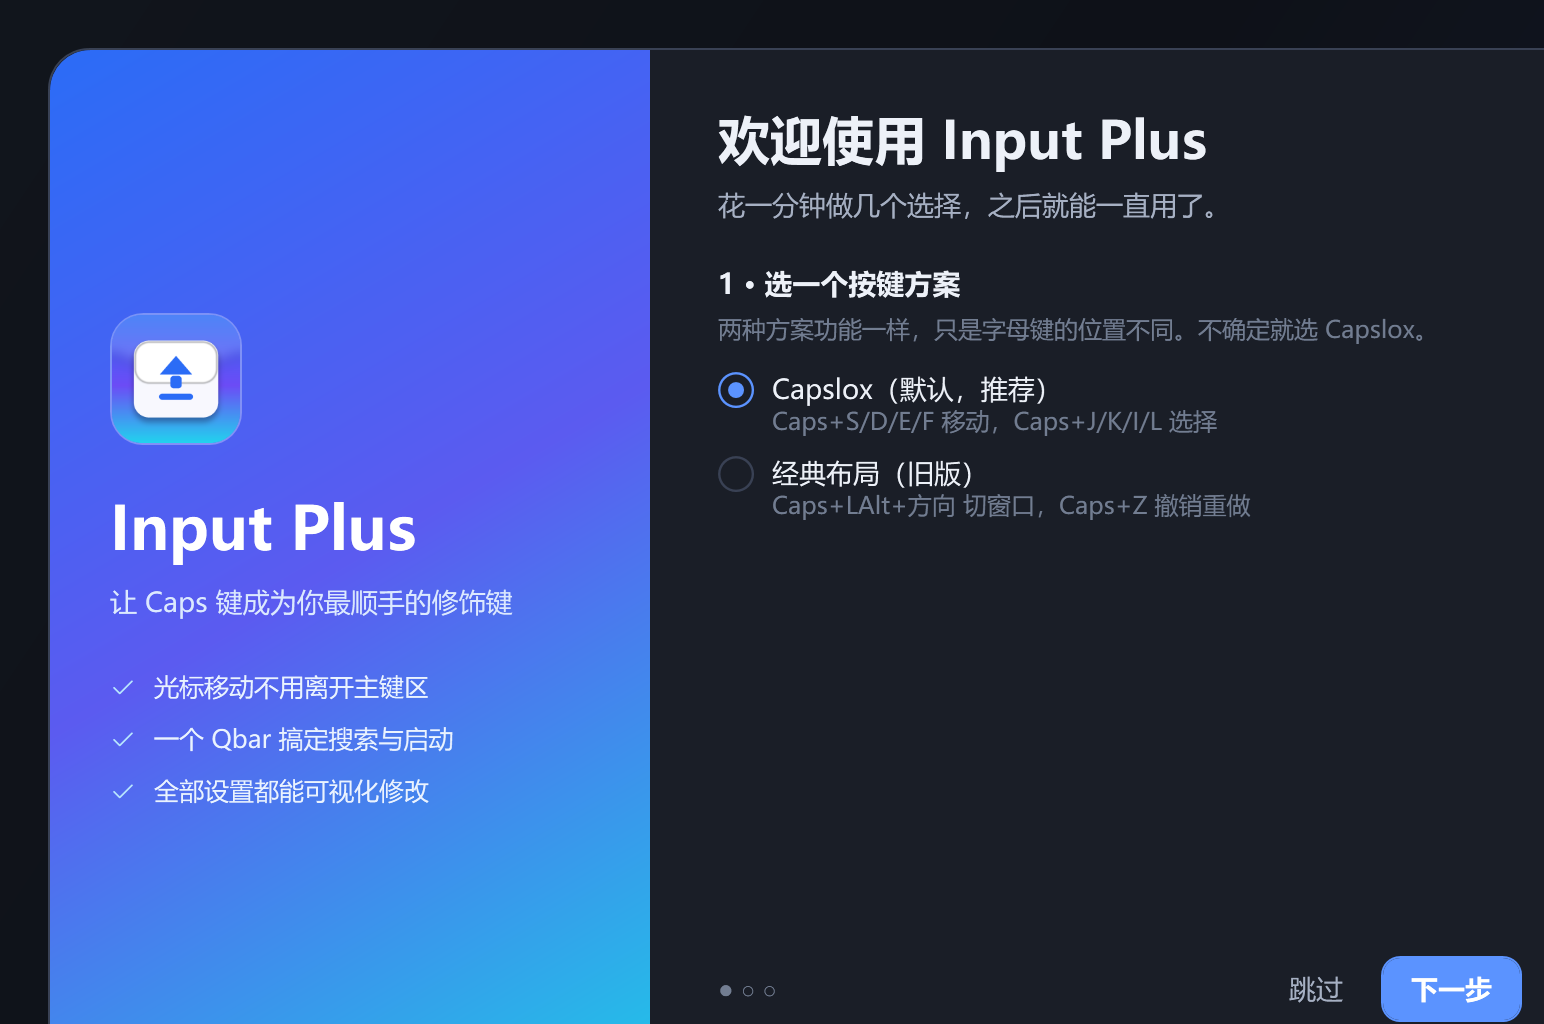 Input Plus
让 Caps 键成为你最顺手的修饰键
光标移动不用离开主键区
一个 Qbar 搞定搜索与启动
全部设置都能可视化修改
欢迎使用 Input Plus
花一分钟做几个选择，之后就能一直用了。
1 • 选一个按键方案
两种方案功能一样，只是字母键的位置不同。不确定就选 Capslox。
Capslox（默认，推荐）
Caps+S/D/E/F 移动，Caps+J/K/I/L 选择
经典布局（旧版）
Caps+LAlt+方向 切窗口，Caps+Z 撤销重做
跳过
下一步